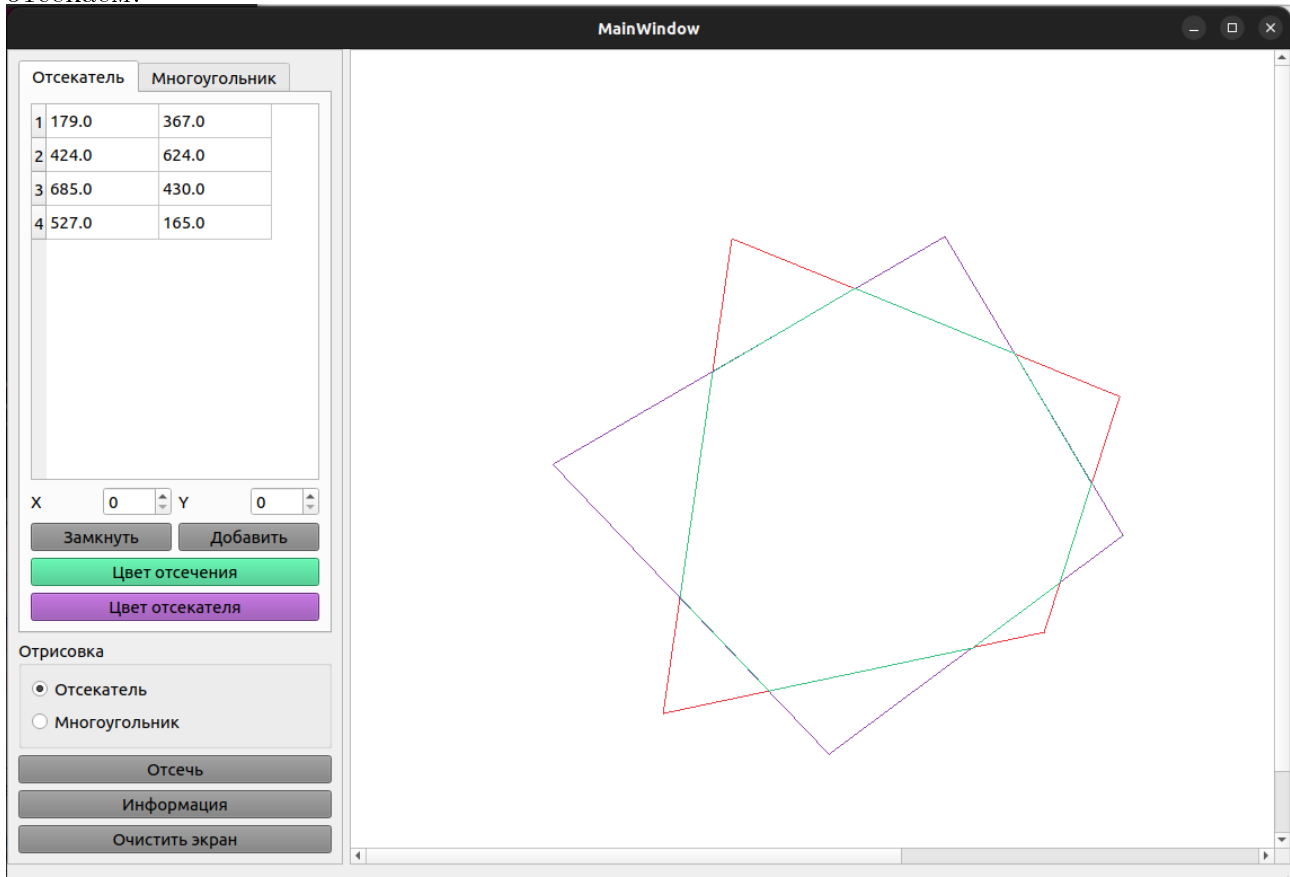 отсекаем.
MainWindow
Отсекатель Многоугольник
1 179.0 367.0
2 424.0 624.0
3 685.0 430.0
4 527.0 165.0
X 0 Y 0
Замкнуть Добавить
Цвет отсечения
Цвет отсекателя
Отрисовка
Отсекатель
Многоугольник
Отсечь
Информация
Очистить экран